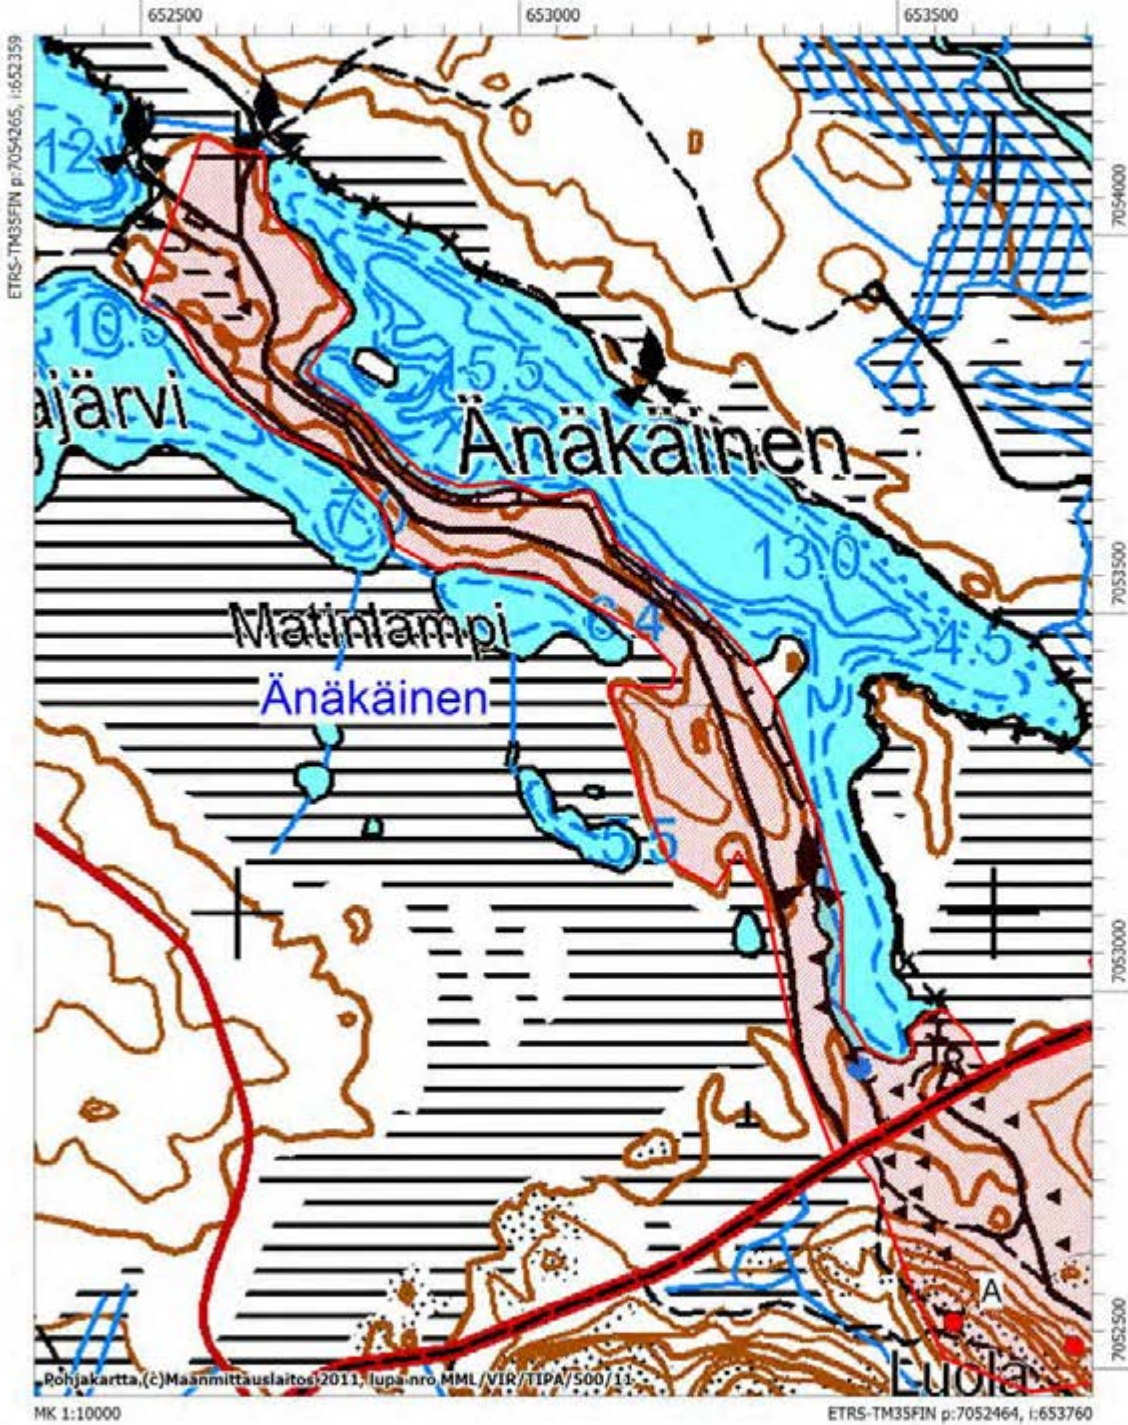 652500
653000
653500
ETRS-TM35FIN p:7054265, i:652359
7054000
12
10.5
15.5
ajärvi
Änäkäinen
7053500
13.0
7
6.4
4.5
Matinlampi
Änäkäinen
5.5
7053000
A
7052500
Luola
Pohjakartta,(c)Maanmittauslaitos 2011, lupa nro MML/VIR/TIPA/500/11
MK 1:10000
ETRS-TM35FIN p:7052464, i:653760